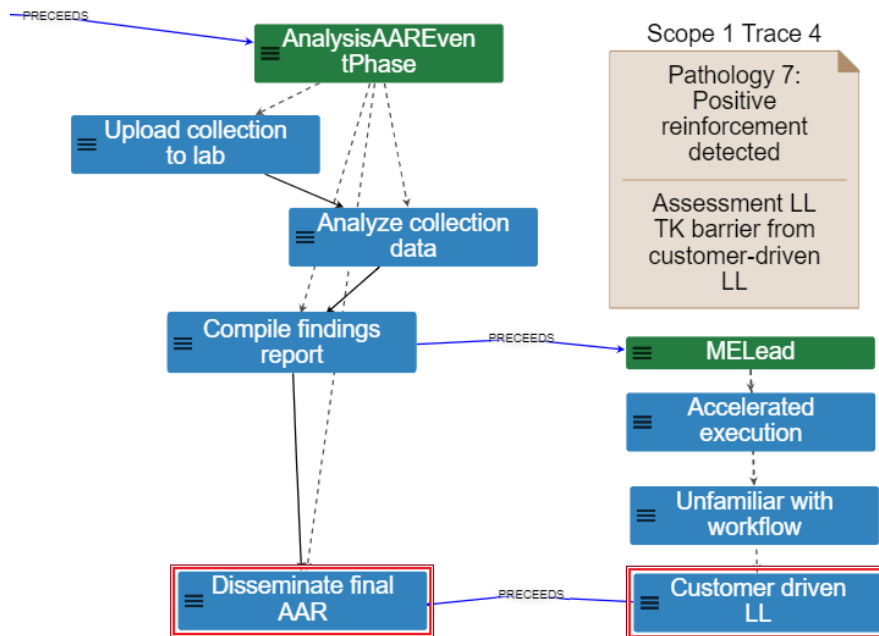 PRECEEDS
AnalysisAAREven
tPhase
Scope 1 Trace 4
Pathology 7:
Positive
reinforcement
detected
Assessment LL
TK barrier from
customer-driven
LL
Upload collection
to lab
Analyze collection
data
Compile findings
report
PRECEEDS
MELead
Accelerated
execution
Unfamiliar with
workflow
Disseminate final
AAR
PRECEEDS
Customer driven
LL